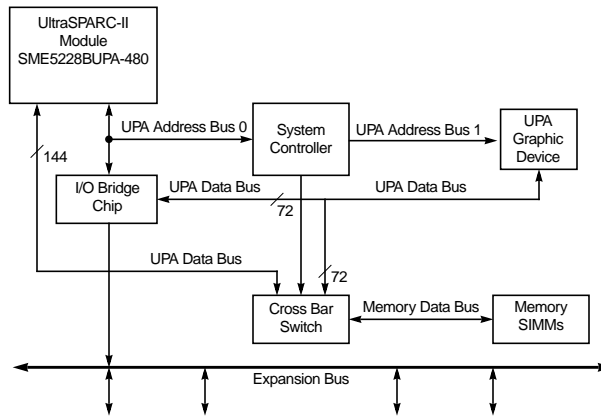 UltraSPARC-II
Module
SME5228BUPA-480
UPA Address Bus 0
System
Controller
UPA Address Bus 1
UPA
Graphic
Device
144
I/O Bridge
Chip
UPA Data Bus
72
UPA Data Bus
UPA Data Bus
72
Cross Bar
Switch
Memory Data Bus
Memory
SIMMs
Expansion Bus